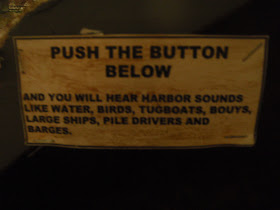 PUSH THE BUTTON
BELOW
AND YOU WILL HEAR HARBOR SOUNDS
LIKE WATER, BIRDS, TUGBOATS, BOUYS,
LARGE SHIPS, PILE DRIVERS AND
BARGES.